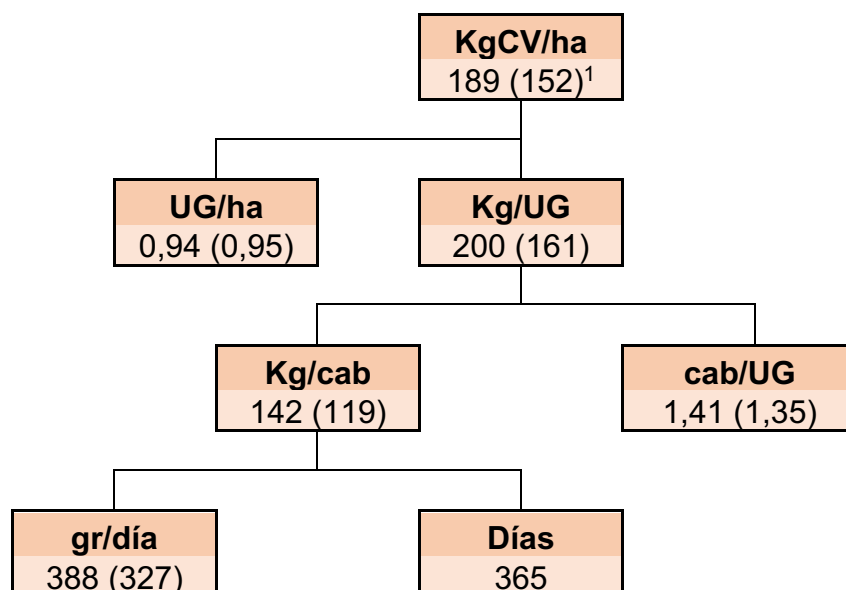 KgCV/ha
189 (152)¹
UG/ha
0,94 (0,95)
Kg/UG
200 (161)
Kg/cab
142 (119)
cab/UG
1,41 (1,35)
gr/día
388 (327)
Días
365